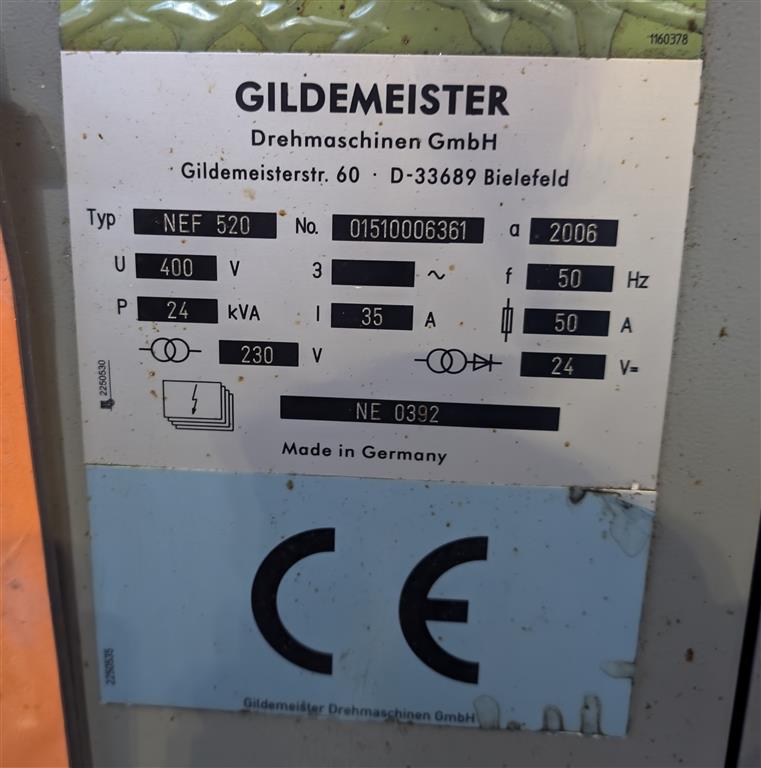 1160378
GILDEMEISTER
Drehmaschinen GmbH
Gildemeisterstr. 60 · D-33689 Bielefeld
Typ NEF 520 No. 01510006361 a 2006
U 400 V 3 ~ f 50 Hz
P 24 kVA I 35 A 50 A
230 V 24 V=
2250530
NE 0392
Made in Germany
CE
2250535
Gildemeister Drehmaschinen GmbH